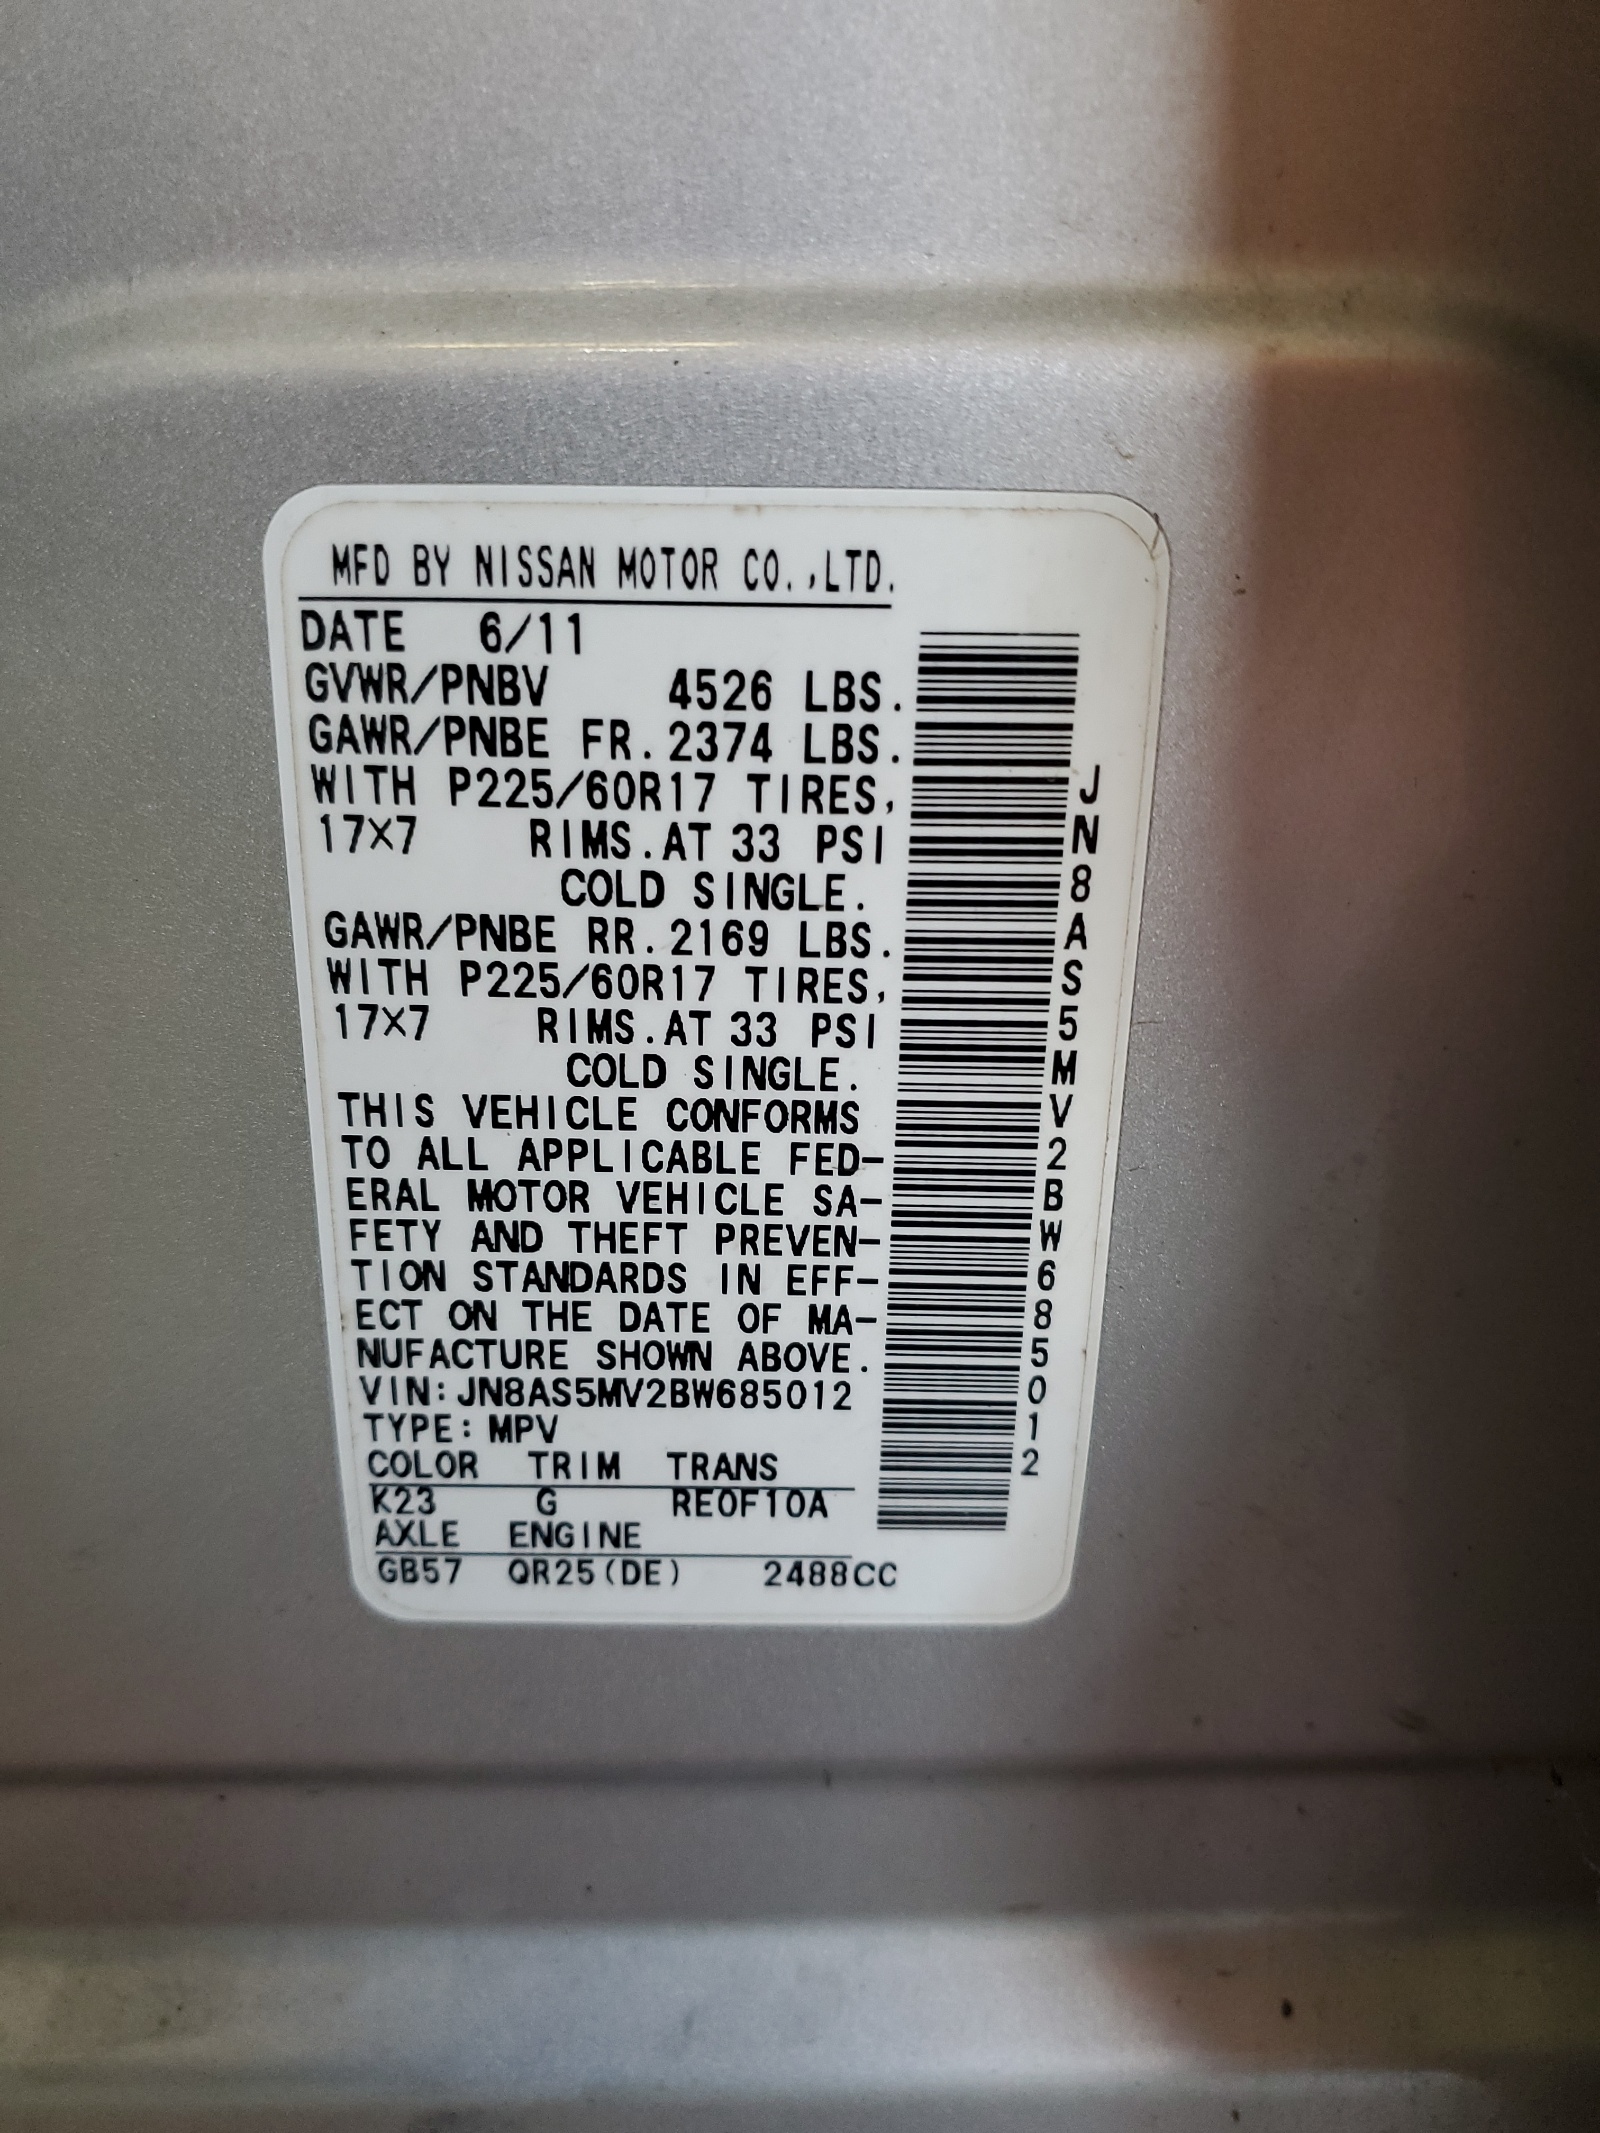 MFD BY NISSAN MOTOR CO.,LTD.
DATE 6/11
GVWR/PNBV 4526 LBS.
GAWR/PNBE FR. 2374 LBS.
WITH P225/60R17 TIRES,
17X7 RIMS.AT 33 PSI
COLD SINGLE.
GAWR/PNBE RR. 2169 LBS.
WITH P225/60R17 TIRES,
17X7 RIMS.AT 33 PSI
COLD SINGLE.
THIS VEHICLE CONFORMS
TO ALL APPLICABLE FED-
ERAL MOTOR VEHICLE SA-
FETY AND THEFT PREVEN-
TION STANDARDS IN EFF-
ECT ON THE DATE OF MA-
NUFACTURE SHOWN ABOVE.
VIN:JN8AS5MV2BW685012
TYPE:MPV
COLOR TRIM TRANS
K23 G RE0F10A
AXLE ENGINE
GB57 QR25(DE) 2488CC
JN8AS5MV2BW685012